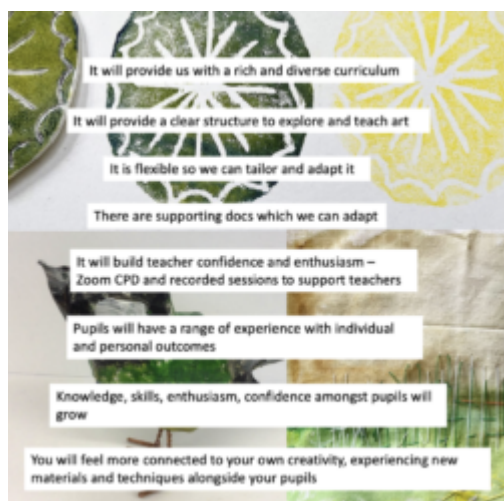 It will provide us with a rich and diverse curriculum
It will provide a clear structure to explore and teach art
It is flexible so we can tailor and adapt it
There are supporting docs which we can adapt
It will build teacher confidence and enthusiasm –
Zoom CPD and recorded sessions to support teachers
Pupils will have a range of experience with individual
and personal outcomes
Knowledge, skills, enthusiasm, confidence amongst pupils will
grow
You will feel more connected to your own creativity, experiencing new
materials and techniques alongside your pupils